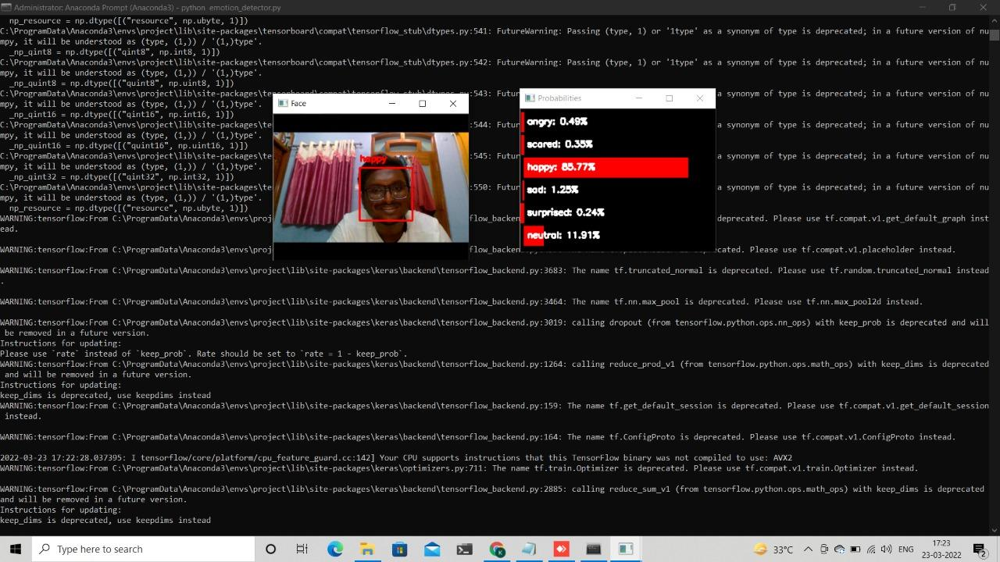 Administrator: Anaconda Prompt (Anaconda3) - python emotion_detector.py
np_resource = np.dtype([("resource", np.ubyte, 1)])
C:\ProgramData\Anaconda3\envs\project\lib\site-packages\tensorboard\compat\tensorflow_stub\dtypes.py:541: FutureWarning: Passing (type, 1) or '1type' as a synonym of type is deprecated; in a future version of nu
mpy, it will be understood as (type, (1,)) / '(1,)type'.
_np_qint8 = np.dtype([("qint8", np.int8, 1)])
C:\ProgramData\Anaconda3\envs\project\lib\site-packages\tensorboard\compat\tensorflow_stub\dtypes.py:542: FutureWarning: Passing (type, 1) or '1type' as a synonym of type is deprecated; in a future version of nu
mpy, it will be understood as (type, (1,)) / '(1,)type'.
_np_quint8 = np.dtype([("quint8", np.uint8, 1)])
C:\ProgramData\Anaconda3\envs\project\lib\site-packages\tensorboard\compat\tensorflow_stub\dtypes.py:543: FutureWarning: Passing (type, 1) or '1type' as a synonym of type is deprecated; in a future version of nu
mpy, it will be understood as (type, (1,)) / '(1,)type'.
_np_qint16 = np.dtype([("qint16", np.int16, 1)])
C:\ProgramData\Anaconda3\envs\project\lib\site-packages\te :544: FutureWarning: Passing (type, 1) or '1type' as a synonym of type is deprecated; in a future version of nu
mpy, it will be understood as (type, (1,)) / '(1,)type'.
_np_quint16 = np.dtype([("quint16", np.uint16, 1)])
C:\ProgramData\Anaconda3\envs\project\lib\site-packages\te :545: Futu a synonym of type is deprecated; in a future version of nu
mpy, it will be understood as (type, (1,)) / '(1,)type'.
_np_qint32 = np.dtype([("qint32", np.int32, 1)])
C:\ProgramData\Anaconda3\envs\project\lib\site-packages\te :550: Futu a synonym of type is deprecated; in a future version of nu
mpy, it will be understood as (type, (1,)) / '(1,)type'.
np_resource = np.dtype([("resource", np.ubyte, 1)])
WARNING:tensorflow:From C:\ProgramData\Anaconda3\envs\proj deprecated. Please use tf.compat.v1.get_default_graph inst
ead.
WARNING:tensorflow:From C:\ProgramData\Anaconda3\envs\proj cated. Please use tf.compat.v1.placeholder instead.
WARNING:tensorflow:From C:\ProgramData\Anaconda3\envs\project\lib\site-packages\keras\backend\tensorflow_backend.py:3683: The name tf.truncated_normal is deprecated. Please use tf.random.truncated_normal instead
.
WARNING:tensorflow:From C:\ProgramData\Anaconda3\envs\project\lib\site-packages\keras\backend\tensorflow_backend.py:3464: The name tf.nn.max_pool is deprecated. Please use tf.nn.max_pool2d instead.
WARNING:tensorflow:From C:\ProgramData\Anaconda3\envs\project\lib\site-packages\keras\backend\tensorflow_backend.py:3019: calling dropout (from tensorflow.python.ops.nn_ops) with keep_prob is deprecated and will
be removed in a future version.
Instructions for updating:
Please use `rate` instead of `keep_prob`. Rate should be set to `rate = 1 - keep_prob`.
WARNING:tensorflow:From C:\ProgramData\Anaconda3\envs\project\lib\site-packages\keras\backend\tensorflow_backend.py:1264: calling reduce_prod_v1 (from tensorflow.python.ops.math_ops) with keep_dims is deprecated
and will be removed in a future version.
Instructions for updating:
keep_dims is deprecated, use keepdims instead
WARNING:tensorflow:From C:\ProgramData\Anaconda3\envs\project\lib\site-packages\keras\backend\tensorflow_backend.py:159: The name tf.get_default_session is deprecated. Please use tf.compat.v1.get_default_session
instead.
WARNING:tensorflow:From C:\ProgramData\Anaconda3\envs\project\lib\site-packages\keras\backend\tensorflow_backend.py:164: The name tf.ConfigProto is deprecated. Please use tf.compat.v1.ConfigProto instead.
2022-03-23 17:22:28.037395: I tensorflow/core/platform/cpu_feature_guard.cc:142] Your CPU supports instructions that this TensorFlow binary was not compiled to use: AVX2
WARNING:tensorflow:From C:\ProgramData\Anaconda3\envs\project\lib\site-packages\keras\optimizers.py:711: The name tf.train.Optimizer is deprecated. Please use tf.compat.v1.train.Optimizer instead.
WARNING:tensorflow:From C:\ProgramData\Anaconda3\envs\project\lib\site-packages\keras\backend\tensorflow_backend.py:2885: calling reduce_sum_v1 (from tensorflow.python.ops.math_ops) with keep_dims is deprecated
and will be removed in a future version.
Instructions for updating:
keep_dims is deprecated, use keepdims instead
Face
happy
Probabilities
angry: 0.49%
scared: 0.35%
happy: 85.77%
sad: 1.25%
surprised: 0.24%
neutral: 11.91%
Type here to search
33°C
ENG
17:23
23-03-2022
2